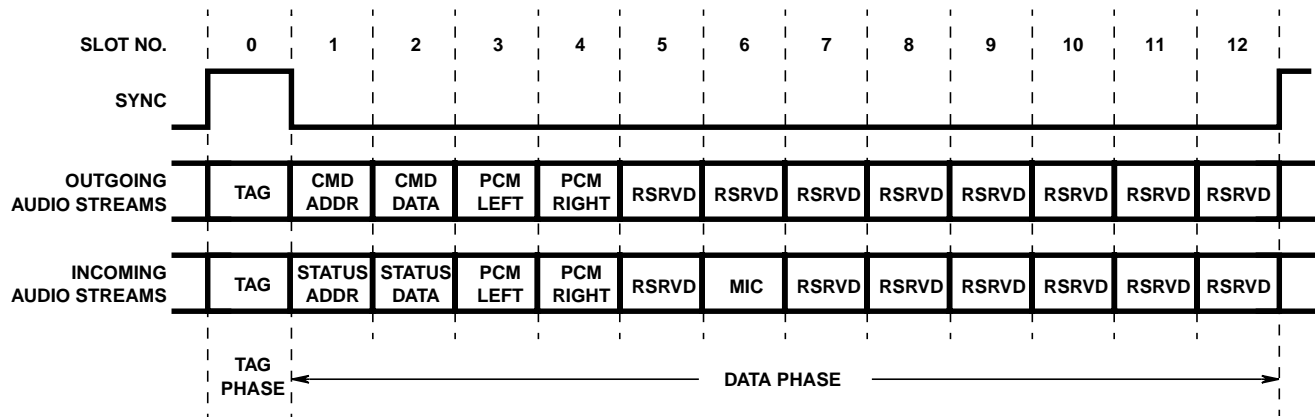 SLOT NO. 0 1 2 3 4 5 6 7 8 9 10 11 12
SYNC
OUTGOING
AUDIO STREAMS
TAG
CMD
ADDR
CMD
DATA
PCM
LEFT
PCM
RIGHT
RSRVD RSRVD RSRVD RSRVD RSRVD RSRVD RSRVD RSRVD
INCOMING
AUDIO STREAMS
TAG
STATUS
ADDR
STATUS
DATA
PCM
LEFT
PCM
RIGHT
RSRVD MIC RSRVD RSRVD RSRVD RSRVD RSRVD RSRVD
TAG
PHASE
DATA PHASE